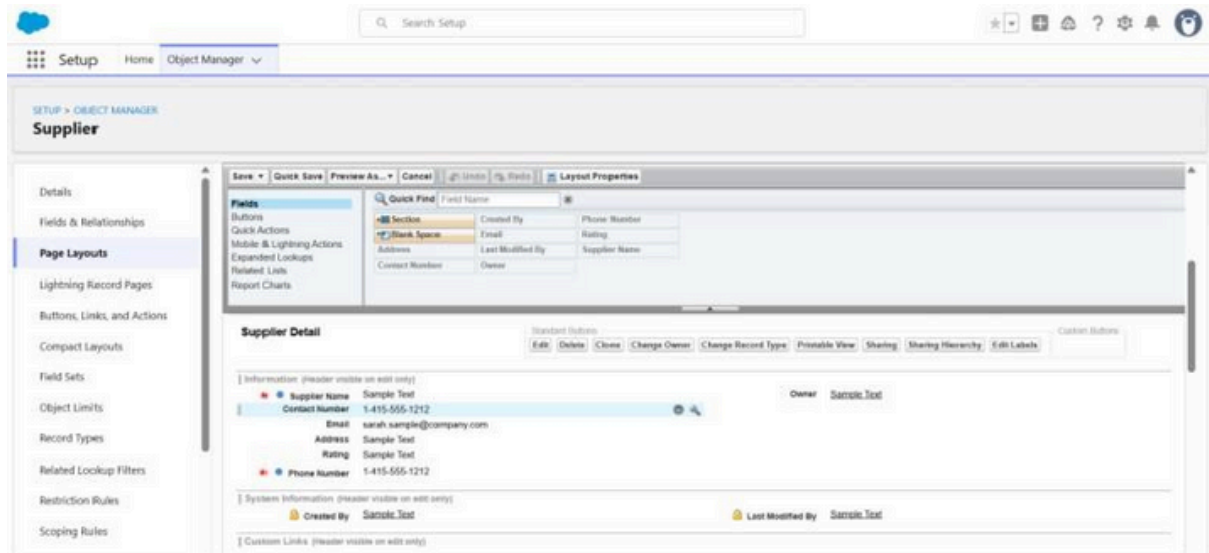 Search Setup
Setup Home Object Manager
SETUP > OBJECT MANAGER
Supplier
Details
Fields & Relationships
Page Layouts
Lightning Record Pages
Buttons, Links, and Actions
Compact Layouts
Field Sets
Object Limits
Record Types
Related Lookup Filters
Restriction Rules
Scoping Rules
Save Quick Save Preview As... Cancel Undo Redo Layout Properties
Fields
Buttons
Quick Actions
Mobile & Lightning Actions
Expanded Lookups
Related Lists
Report Charts
Quick Find Field Name
Section Created By Phone Number
Blank Space Email Rating
Address Last Modified By Supplier Name
Contact Number Owner
Supplier Detail
Standard Buttons
Edit Delete Clone Change Owner Change Record Type Printable View Sharing Sharing Hierarchy Edit Labels
Custom Buttons
Information (Header visible on edit only)
Supplier Name Sample Text Owner Sample Text
Contact Number 1-415-555-1212
Email sarah.sample@company.com
Address Sample Text
Rating Sample Text
Phone Number 1-415-555-1212
System Information (Header visible on edit only)
Created By Sample Text Last Modified By Sample Text
Custom Links (Header visible on edit only)